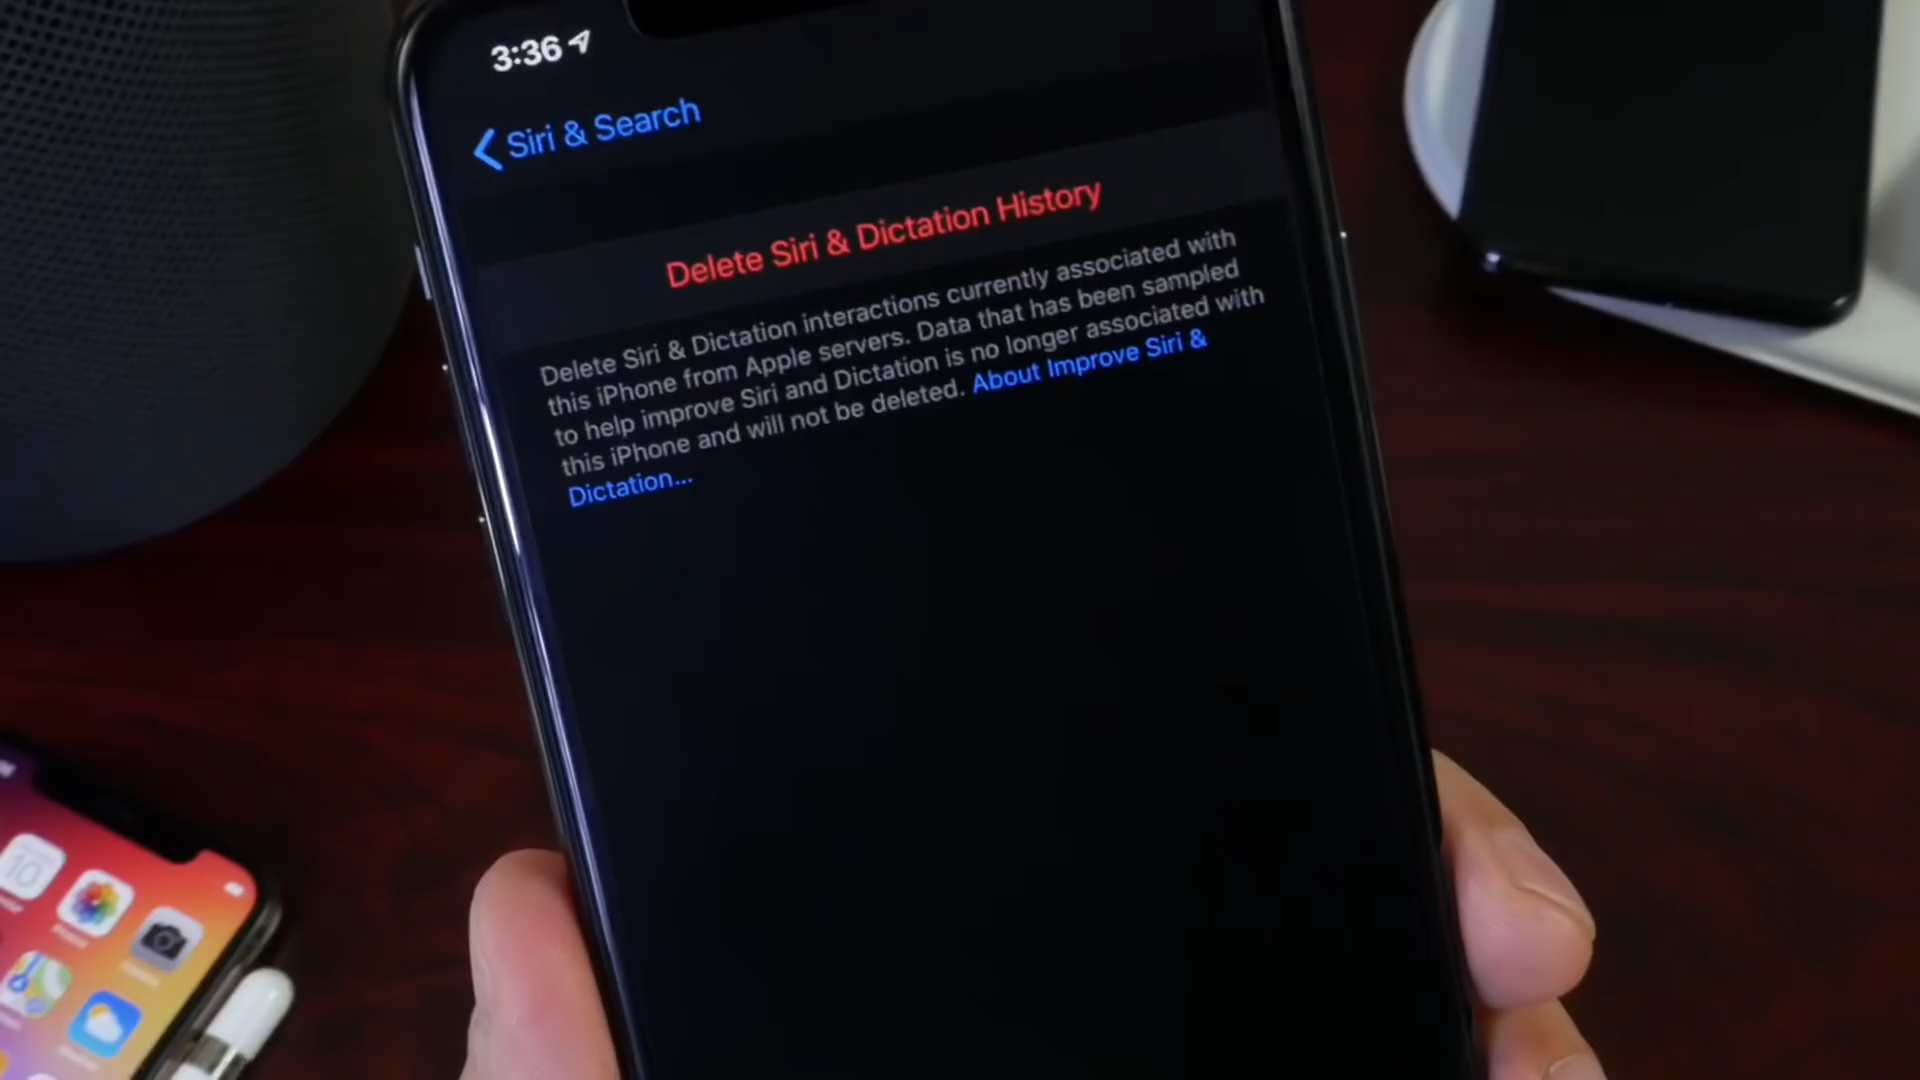 3:36
Siri & Search
Delete Siri & Dictation History
Delete Siri & Dictation interactions currently associated with
this iPhone from Apple servers. Data that has been sampled
to help improve Siri and Dictation is no longer associated with
this iPhone and will not be deleted. About Improve Siri &
Dictation...
10